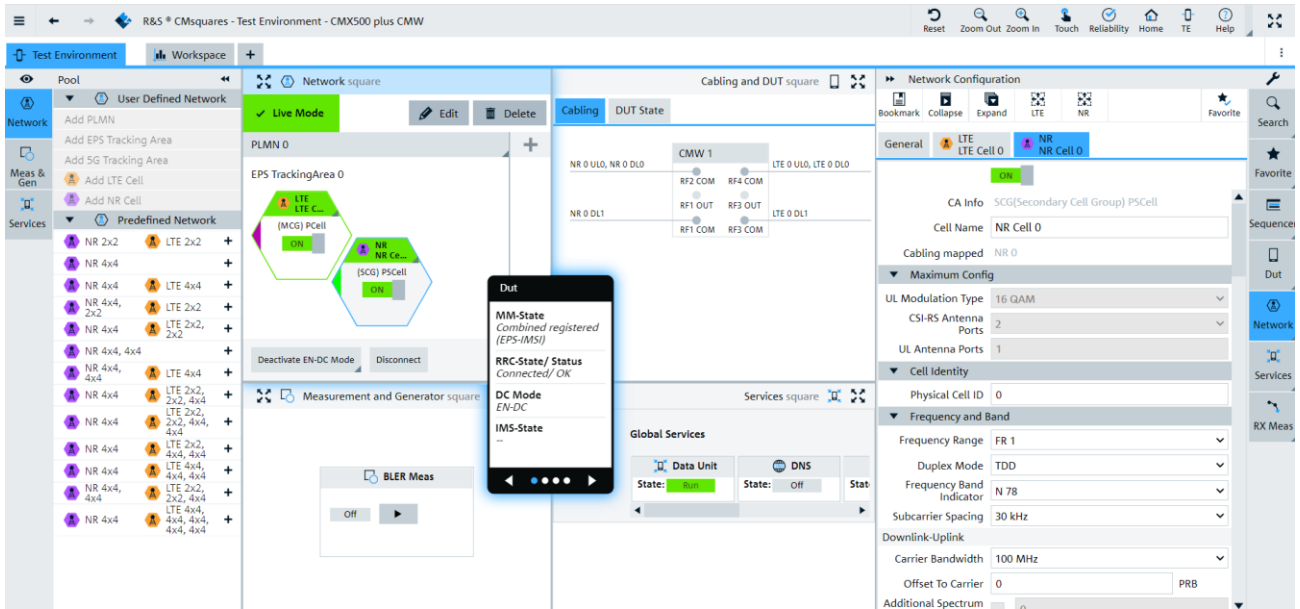 R&S ® CMsquares - Test Environment - CMX500 plus CMW
Reset Zoom Out Zoom In Touch Reliability Home TE Help
Test Environment Workspace +
Pool
Network
Meas & Gen
Services
User Defined Network
Add PLMN
Add EPS Tracking Area
Add 5G Tracking Area
Add LTE Cell
Add NR Cell
Predefined Network
NR 2x2 LTE 2x2 +
NR 4x4 +
NR 4x4 LTE 4x4 +
NR 4x4, 2x2 LTE 2x2 +
NR 4x4 LTE 2x2, 2x2 +
NR 4x4, 4x4 +
NR 4x4, 4x4 LTE 4x4 +
NR 4x4 LTE 2x2, 2x2, 4x4 +
NR 4x4 LTE 2x2, 2x2, 4x4, 4x4 +
NR 4x4 LTE 2x2, 4x4, 4x4 +
NR 4x4 LTE 4x4, 4x4, 4x4 +
NR 4x4, 4x4 LTE 2x2, 2x2, 4x4 +
NR 4x4 LTE 4x4, 4x4, 4x4, 4x4, 4x4 +
Network square
Live Mode Edit Delete
PLMN 0 +
EPS TrackingArea 0
LTE
LTE C...
(MCG) PCell
ON
NR
NR Ce...
(SCG) PSCell
ON
Deactivate EN-DC Mode Disconnect
Cabling and DUT square
Cabling DUT State
CMW 1
NR 0 UL0, NR 0 DL0 LTE 0 UL0, LTE 0 DL0
RF2 COM RF4 COM
RF1 OUT RF3 OUT
NR 0 DL1 LTE 0 DL1
RF1 COM RF3 COM
Dut
MM-State
Combined registered
(EPS-IMSI)
RRC-State/ Status
Connected/ OK
DC Mode
EN-DC
IMS-State
--
Measurement and Generator square
BLER Meas
Off
Services square
Global Services
Data Unit DNS
State: Run State: Off Stat
Network Configuration
Bookmark Collapse Expand LTE NR Favorite
General LTE LTE Cell 0 NR NR Cell 0
ON
CA Info SCG(Secondary Cell Group) PSCell
Cell Name NR Cell 0
Cabling mapped NR 0
Maximum Config
UL Modulation Type 16 QAM
CSI-RS Antenna Ports 2
UL Antenna Ports 1
Cell Identity
Physical Cell ID 0
Frequency and Band
Frequency Range FR 1
Duplex Mode TDD
Frequency Band Indicator N 78
Subcarrier Spacing 30 kHz
Downlink-Uplink
Carrier Bandwidth 100 MHz
Offset To Carrier 0 PRB
Additional Spectrum 0
Search
Favorite
Sequencer
Dut
Network
Services
RX Meas